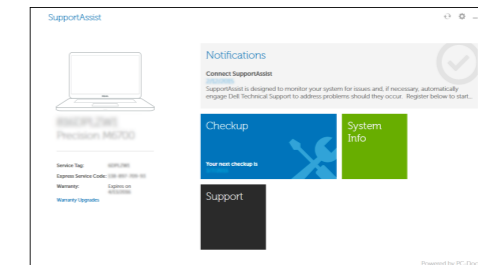 SupportAssist
Notifications
Connect SupportAssist
SupportAssist is designed to monitor your system for issues and, if necessary, automatically
engage Dell Technical Support to address problems should they occur. Register below to start..
Precision M6700
Checkup
System
Info
Service Tag:
Express Service Code:
Warranty: Expires on
Warranty Upgrades
Your next checkup is
Support
Powered by PC-Doc